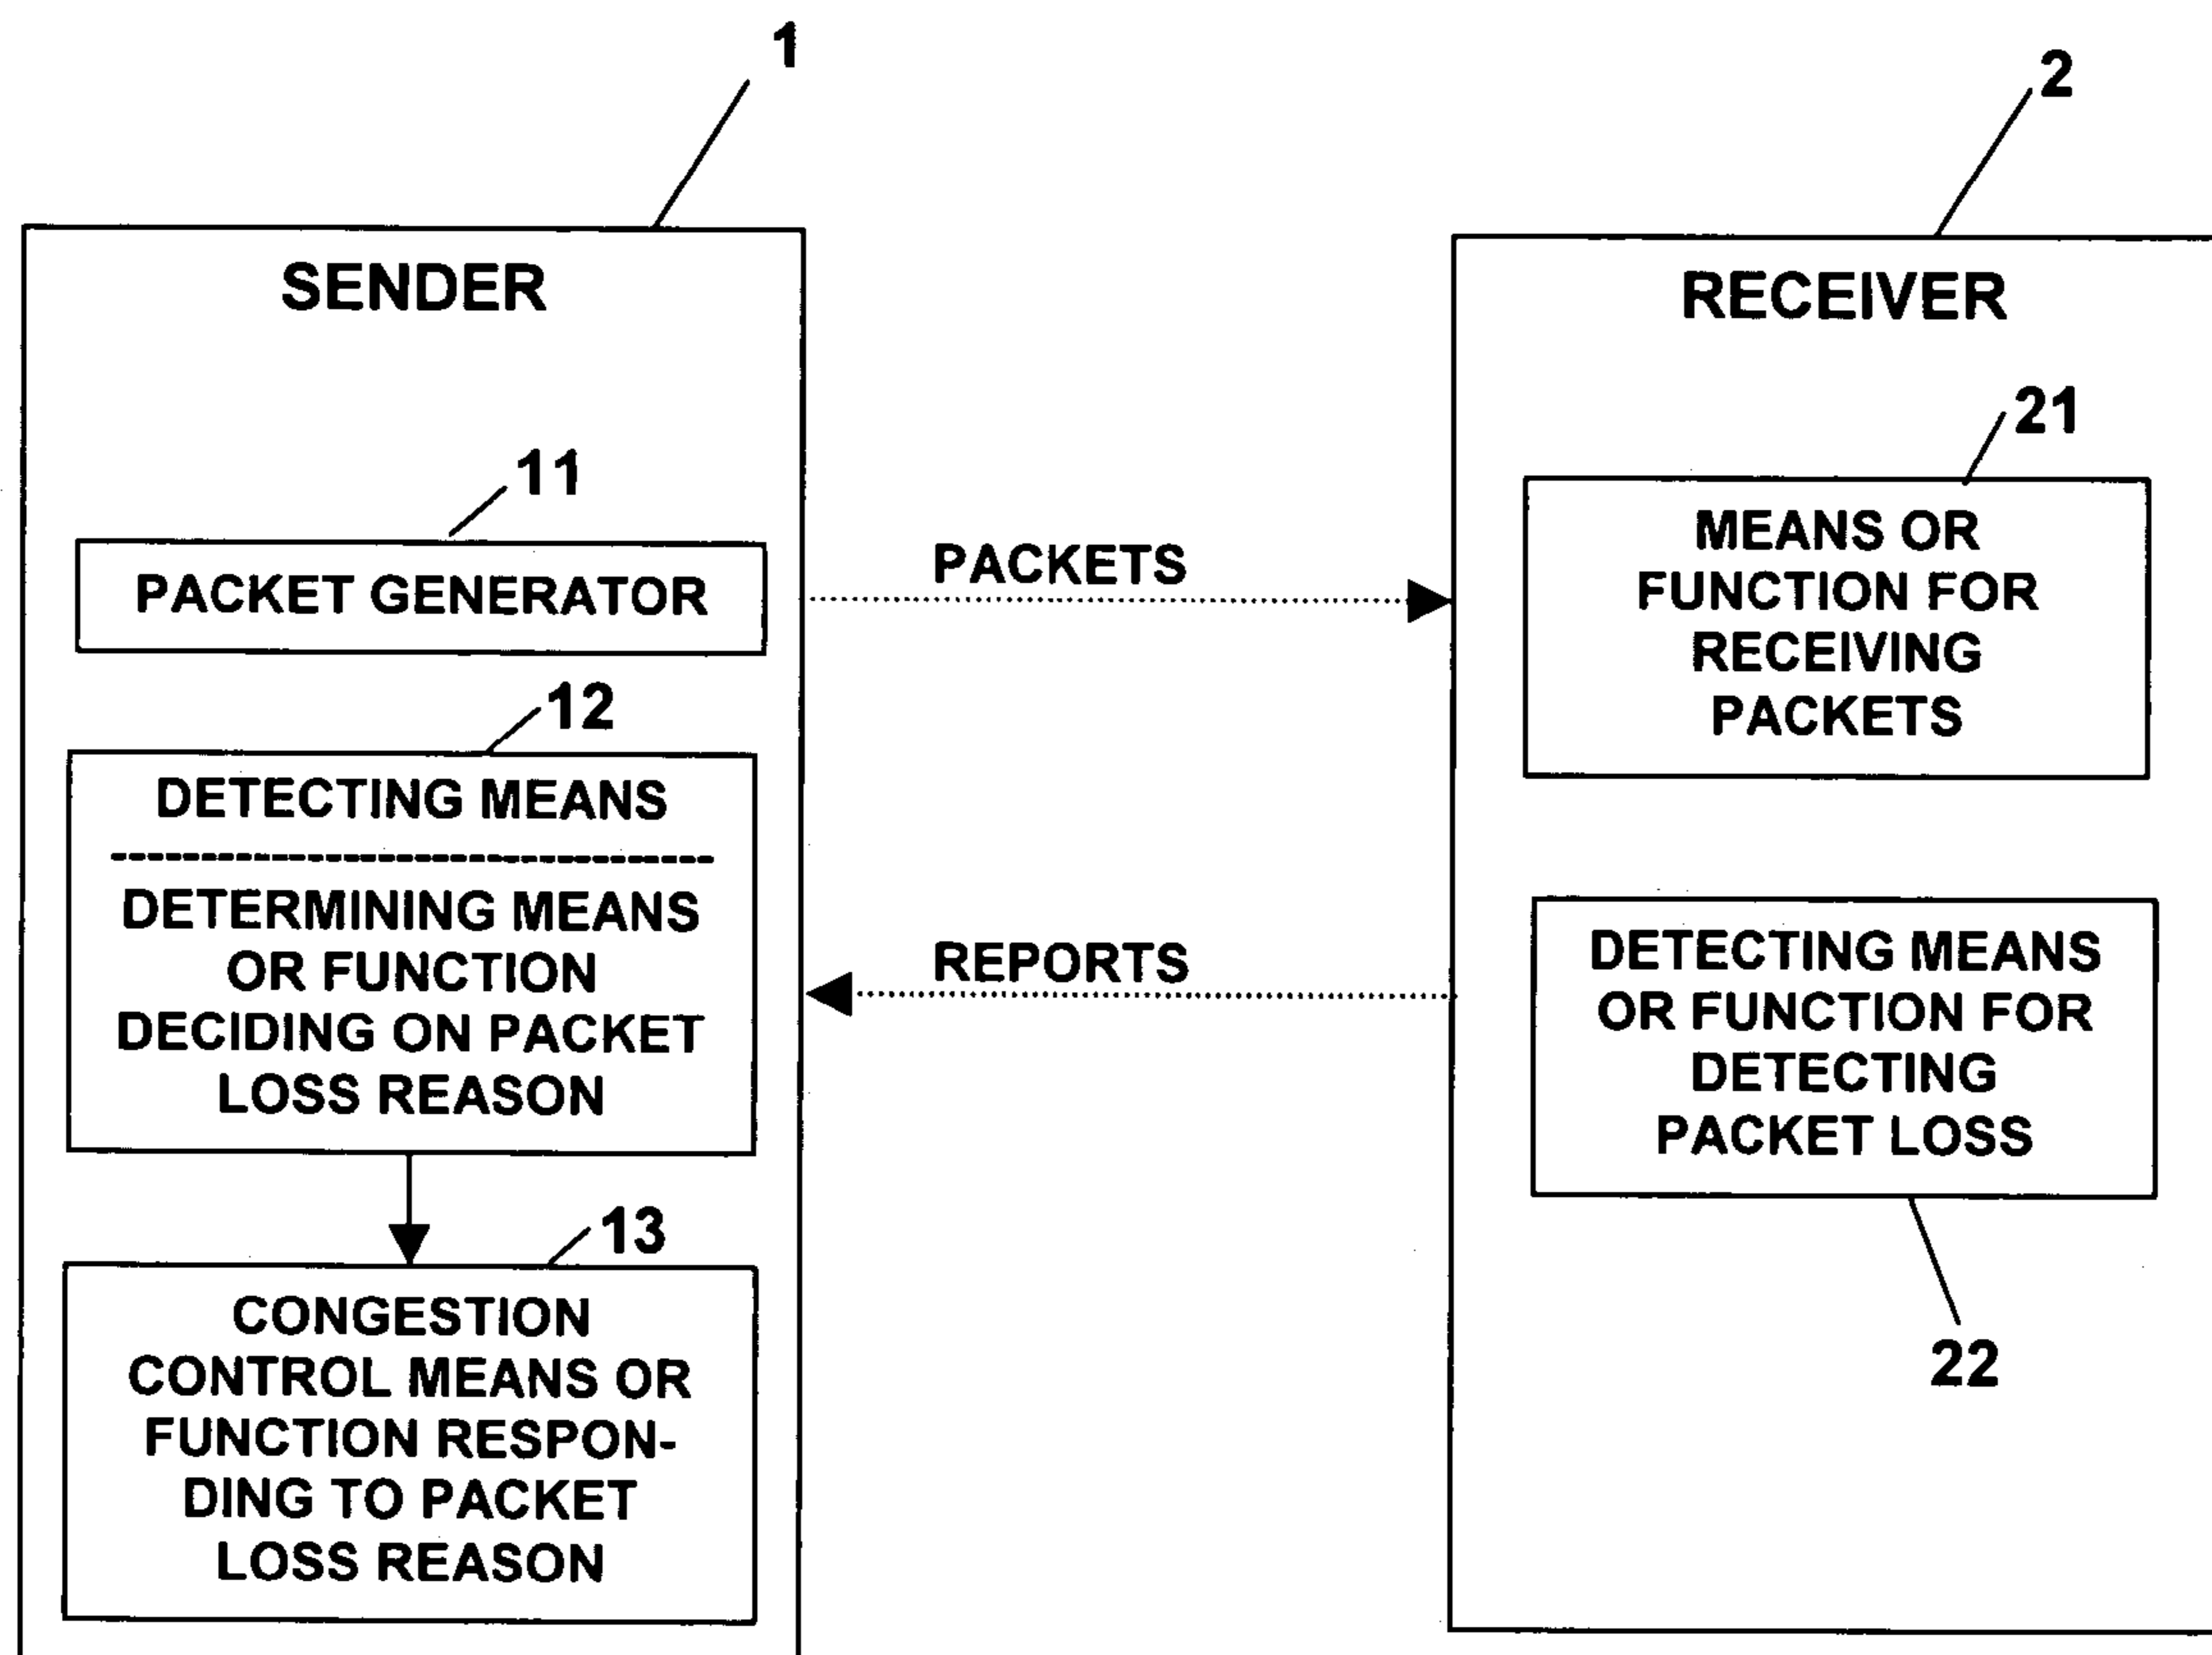 1
2
SENDER
RECEIVER
11
PACKET GENERATOR
12
DETECTING MEANS
DETERMINING MEANS
OR FUNCTION
DECIDING ON PACKET
LOSS REASON
13
CONGESTION
CONTROL MEANS OR
FUNCTION RESPON-
DING TO PACKET
LOSS REASON
PACKETS
REPORTS
21
MEANS OR
FUNCTION FOR
RECEIVING
PACKETS
DETECTING MEANS
OR FUNCTION FOR
DETECTING
PACKET LOSS
22